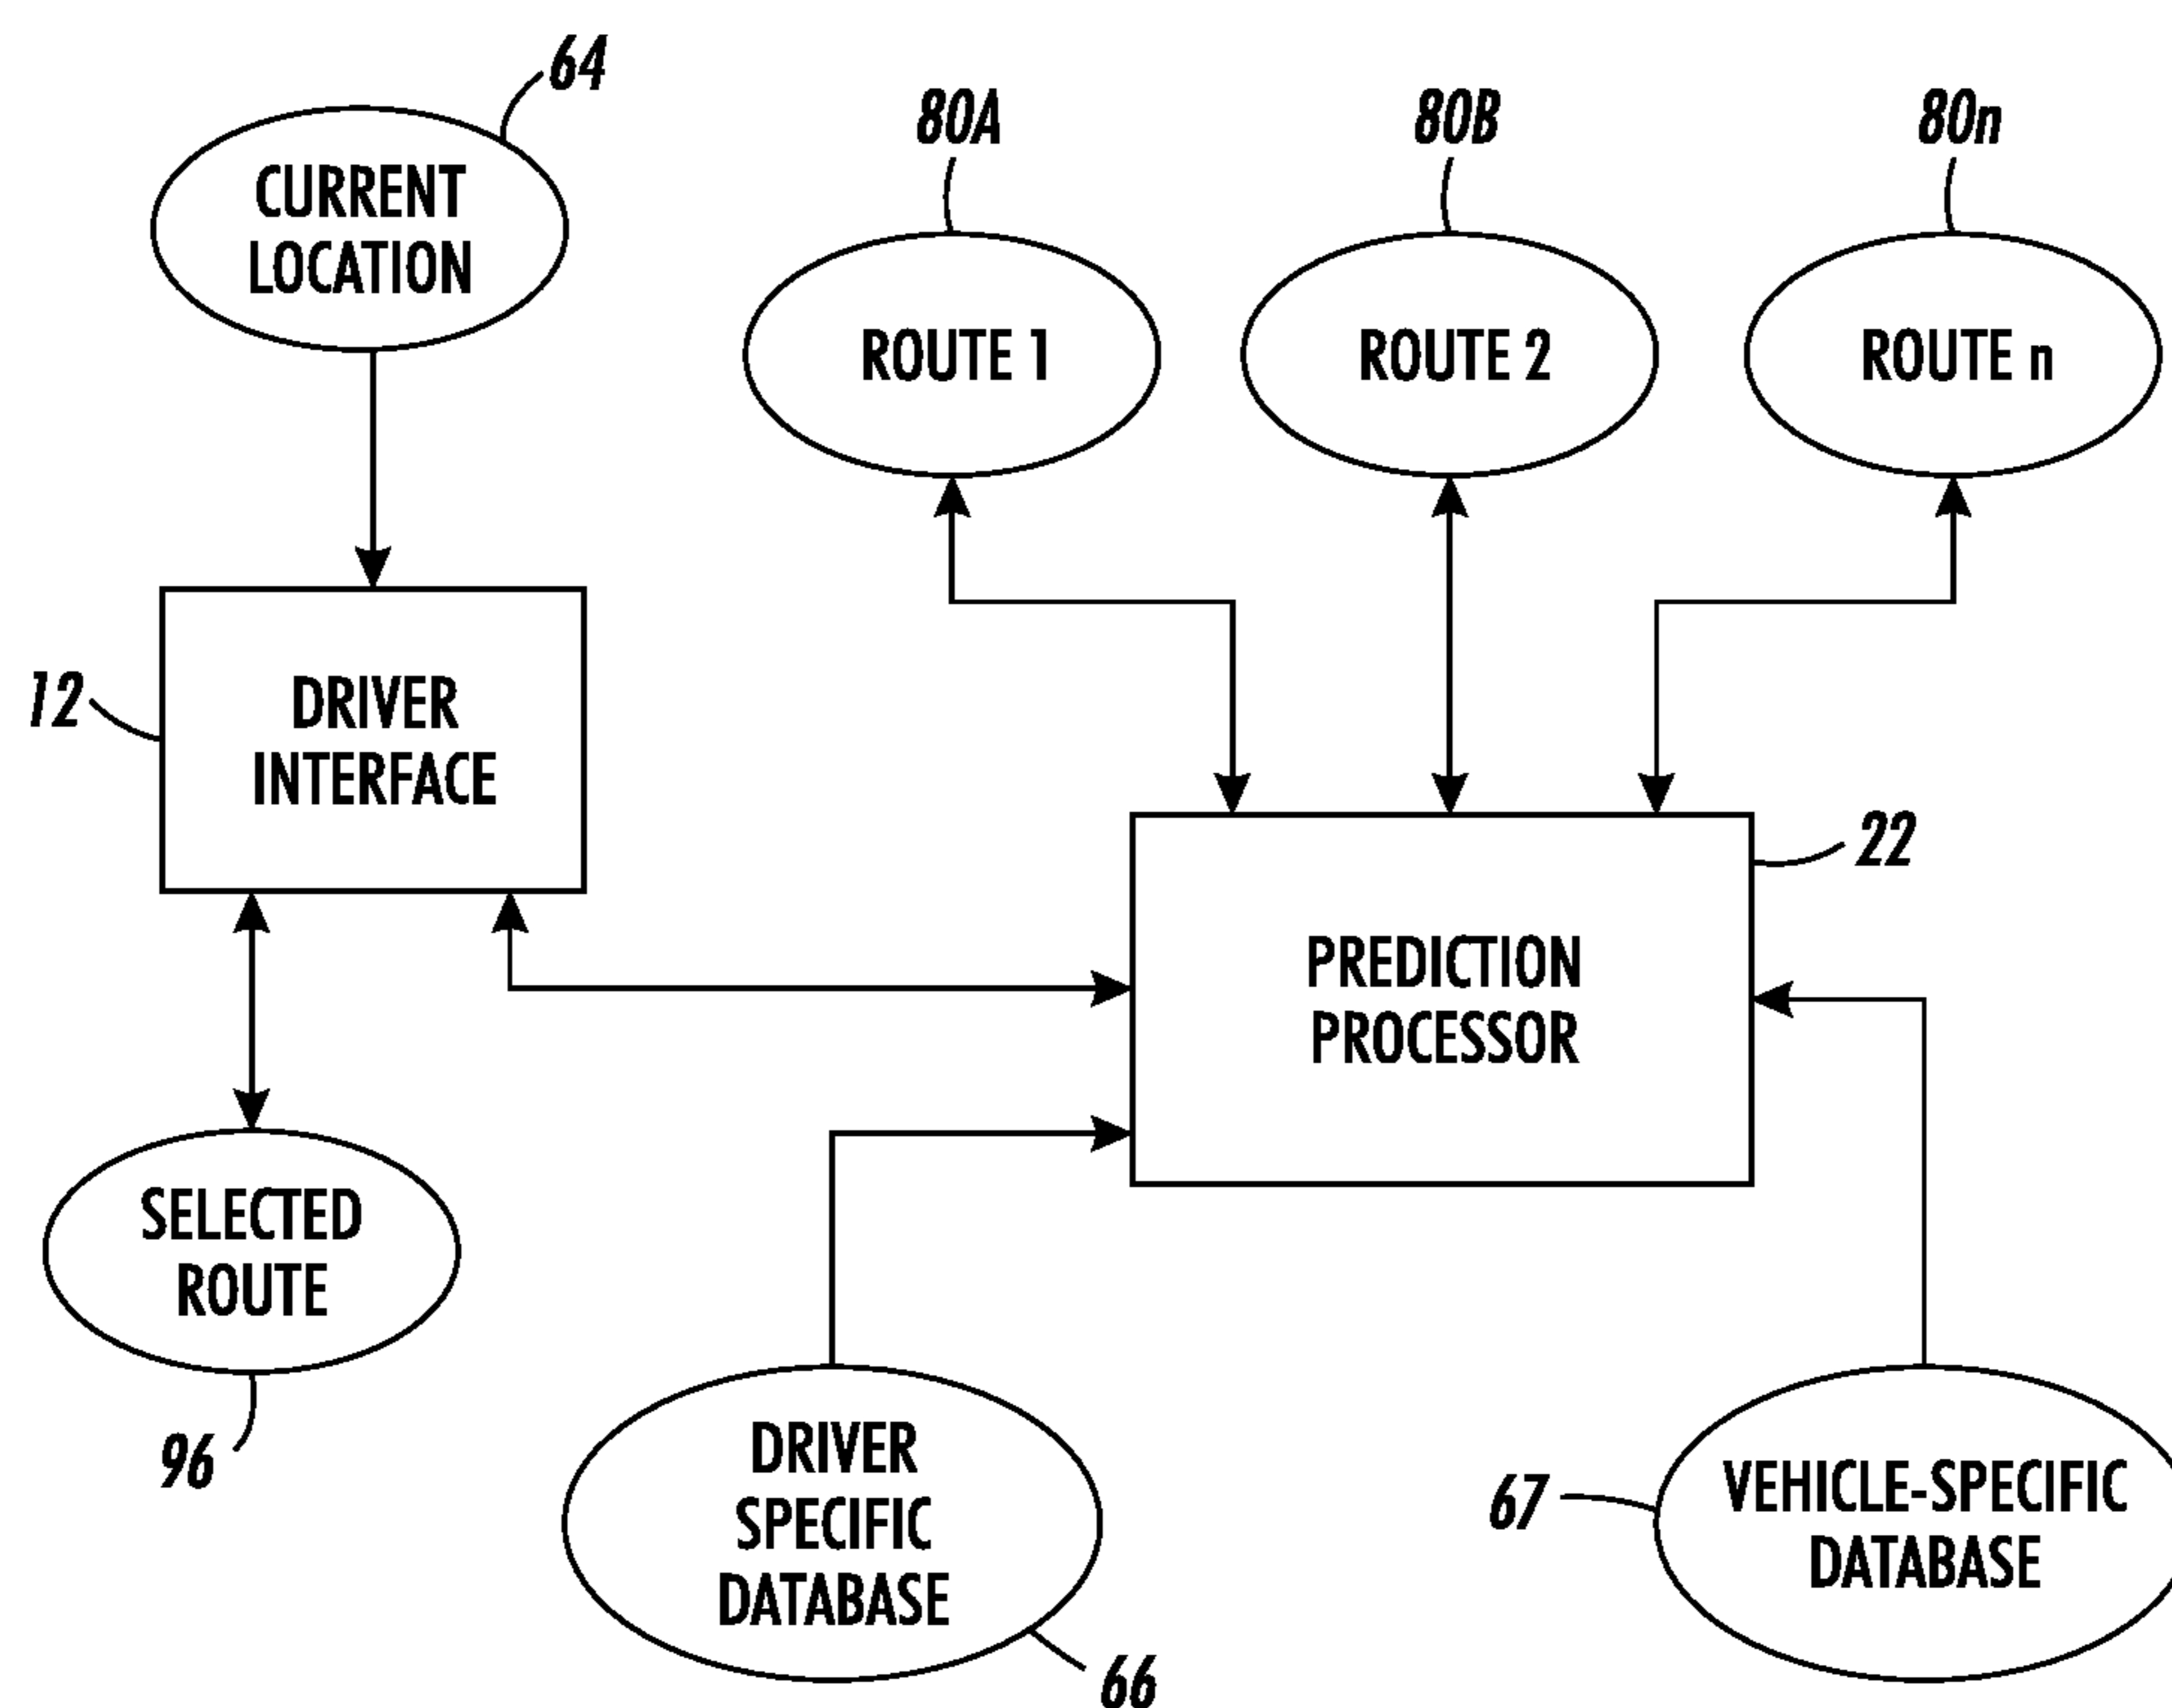 64
CURRENT
LOCATION
80A
80B
80n
ROUTE 1
ROUTE 2
ROUTE n
12
DRIVER
INTERFACE
22
PREDICTION
PROCESSOR
SELECTED
ROUTE
96
DRIVER
SPECIFIC
DATABASE
66
67
VEHICLE-SPECIFIC
DATABASE